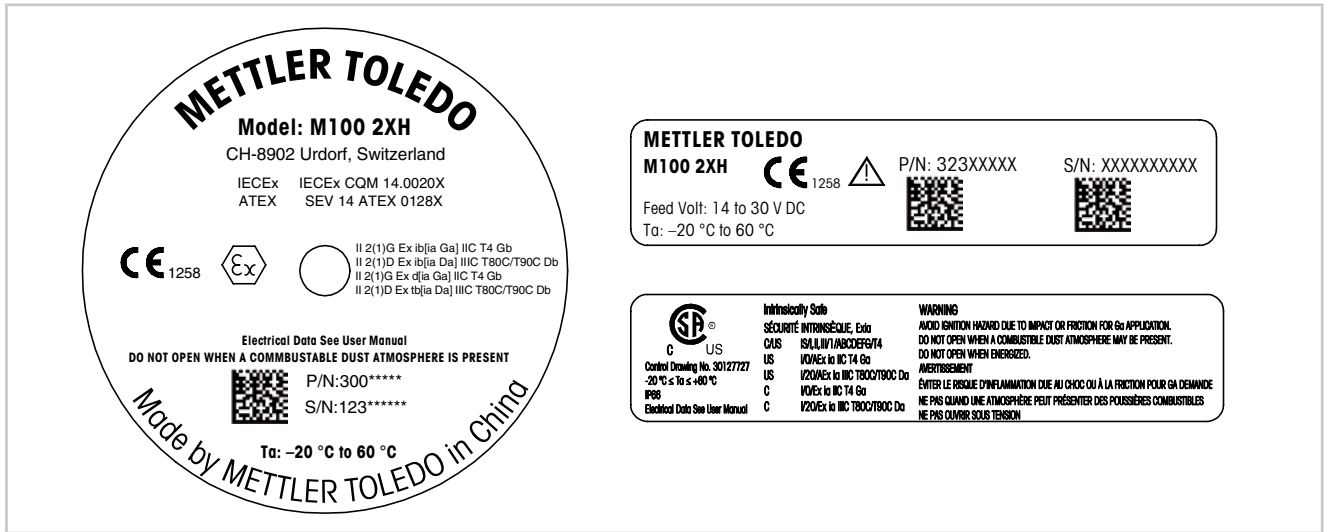 METTLER TOLEDO
Model: M100 2XH
CH-8902 Urdorf, Switzerland
IECEx IECEx CQM 14.0020X
ATEX SEV 14 ATEX 0128X
CE 1258 Ex
II 2(1)G Ex ib[ia Ga] IIC T4 Gb
II 2(1)D Ex ib[ia Da] IIIC T80C/T90C Db
II 2(1)G Ex d[ia Ga] IIC T4 Gb
II 2(1)D Ex tb[ia Da] IIIC T80C/T90C Db
Electrical Data See User Manual
DO NOT OPEN WHEN A COMMBUSTABLE DUST ATMOSPHERE IS PRESENT
P/N:300*****
S/N:123******
Ta: –20 °C to 60 °C
Made by METTLER TOLEDO in China
METTLER TOLEDO
M100 2XH CE 1258 P/N: 323XXXXX S/N: XXXXXXXXXX
Feed Volt: 14 to 30 V DC
Ta: –20 °C to 60 °C
CSA ®
C US
Control Drawing No. 30127727
-20 ºC ≤ Ta ≤ +60 ºC
IP66
Electrical Data See User Manual
Intrinsically Safe
SÉCURITÉ INTRINSÈQUE, Exia
C/US IS/I,II,III/1/ABCDEFG/T4
US I/0/AEx ia IIC T4 Ga
US I/20/AEx ia IIIC T80C/T90C Da
C I/0/Ex ia IIC T4 Ga
C I/20/Ex ia IIIC T80C/T90C Da
WARNING
AVOID IGNITION HAZARD DUE TO IMPACT OR FRICTION FOR Ga APPLICATION.
DO NOT OPEN WHEN A COMBUSTIBLE DUST ATMOSPHERE MAY BE PRESENT.
DO NOT OPEN WHEN ENERGIZED.
AVERTISSEMENT
ÉVITER LE RISQUE D'INFLAMMATION DUE AU CHOC OU À LA FRICTION POUR GA DEMANDE
NE PAS QUAND UNE ATMOSPHÈRE PEUT PRÉSENTER DES POUSSIÈRES COMBUSTIBLES
NE PAS OUVRIR SOUS TENSION